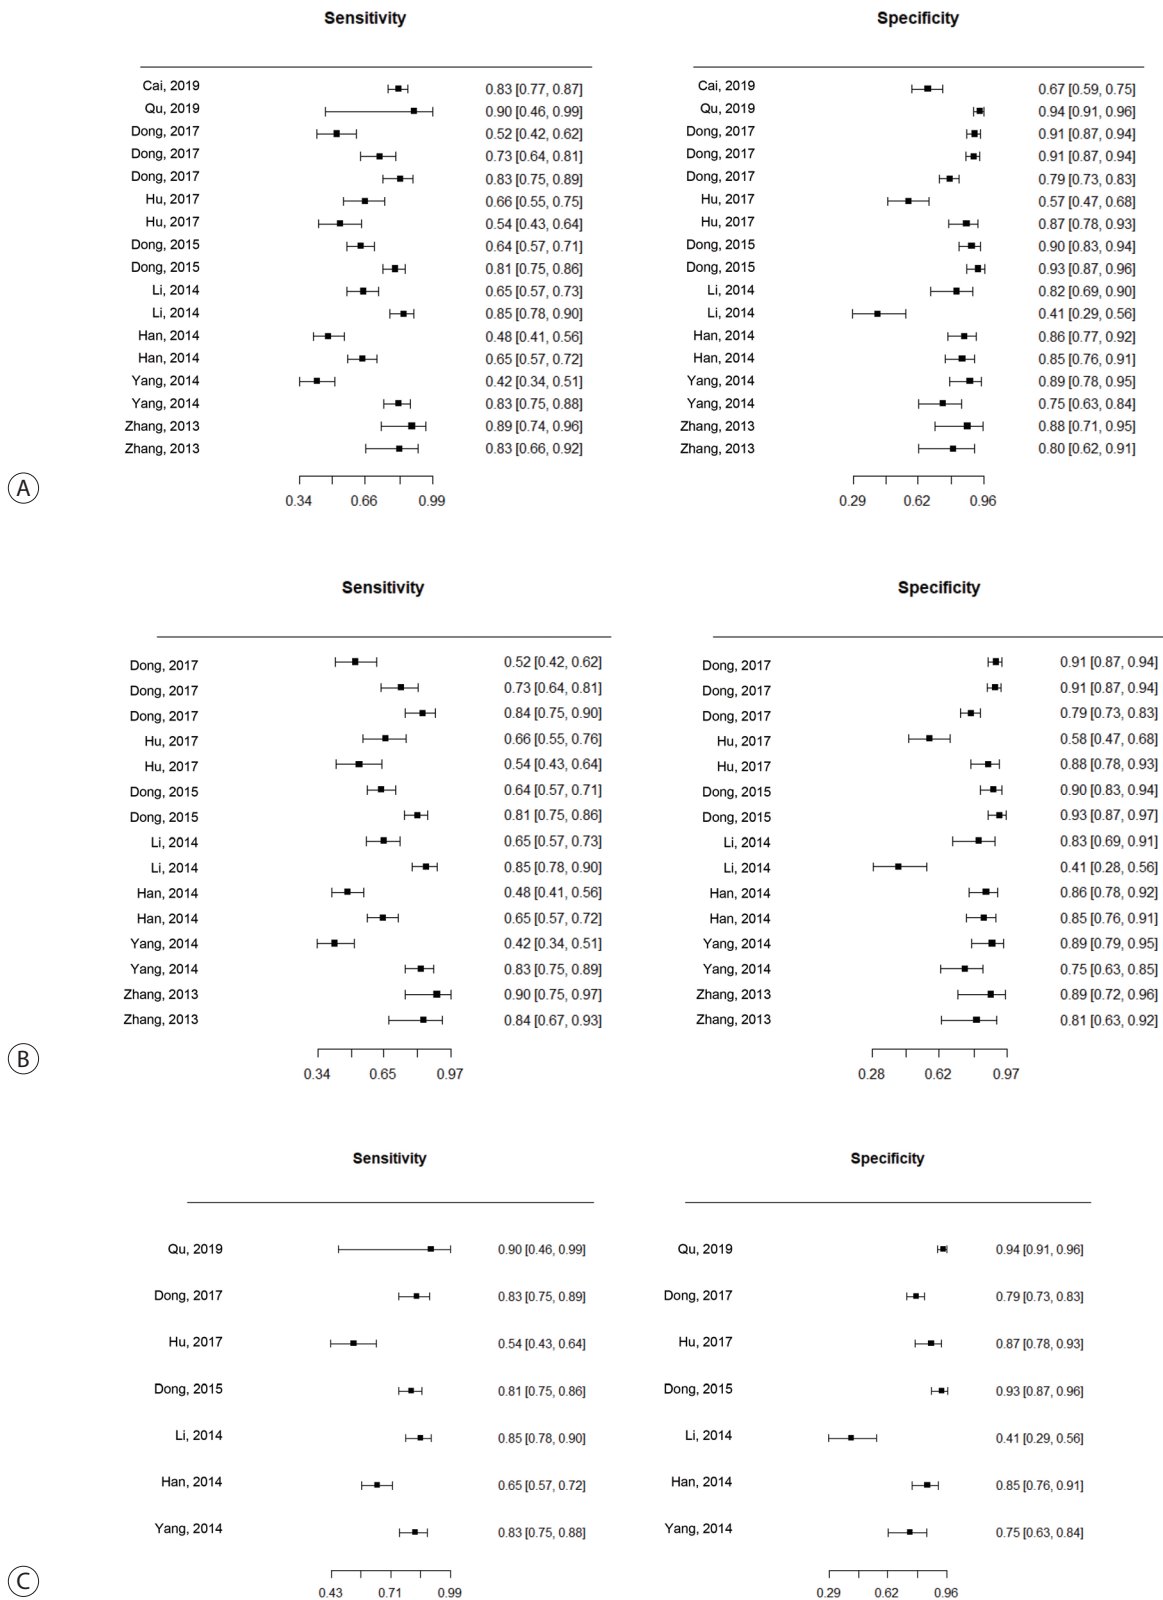 Sensitivity Specificity
Cai, 2019 0.83 [0.77, 0.87] Cai, 2019 0.67 [0.59, 0.75]
Qu, 2019 0.90 [0.46, 0.99] Qu, 2019 0.94 [0.91, 0.96]
Dong, 2017 0.52 [0.42, 0.62] Dong, 2017 0.91 [0.87, 0.94]
Dong, 2017 0.73 [0.64, 0.81] Dong, 2017 0.91 [0.87, 0.94]
Dong, 2017 0.83 [0.75, 0.89] Dong, 2017 0.79 [0.73, 0.83]
Hu, 2017 0.66 [0.55, 0.75] Hu, 2017 0.57 [0.47, 0.68]
Hu, 2017 0.54 [0.43, 0.64] Hu, 2017 0.87 [0.78, 0.93]
Dong, 2015 0.64 [0.57, 0.71] Dong, 2015 0.90 [0.83, 0.94]
Dong, 2015 0.81 [0.75, 0.86] Dong, 2015 0.93 [0.87, 0.96]
Li, 2014 0.65 [0.57, 0.73] Li, 2014 0.82 [0.69, 0.90]
Li, 2014 0.85 [0.78, 0.90] Li, 2014 0.41 [0.29, 0.56]
Han, 2014 0.48 [0.41, 0.56] Han, 2014 0.86 [0.77, 0.92]
Han, 2014 0.65 [0.57, 0.72] Han, 2014 0.85 [0.76, 0.91]
Yang, 2014 0.42 [0.34, 0.51] Yang, 2014 0.89 [0.78, 0.95]
Yang, 2014 0.83 [0.75, 0.88] Yang, 2014 0.75 [0.63, 0.84]
Zhang, 2013 0.89 [0.74, 0.96] Zhang, 2013 0.88 [0.71, 0.95]
Zhang, 2013 0.83 [0.66, 0.92] Zhang, 2013 0.80 [0.62, 0.91]
A
0.34 0.66 0.99 0.29 0.62 0.96
Sensitivity Specificity
Dong, 2017 0.52 [0.42, 0.62] Dong, 2017 0.91 [0.87, 0.94]
Dong, 2017 0.73 [0.64, 0.81] Dong, 2017 0.91 [0.87, 0.94]
Dong, 2017 0.84 [0.75, 0.90] Dong, 2017 0.79 [0.73, 0.83]
Hu, 2017 0.66 [0.55, 0.76] Hu, 2017 0.58 [0.47, 0.68]
Hu, 2017 0.54 [0.43, 0.64] Hu, 2017 0.88 [0.78, 0.93]
Dong, 2015 0.64 [0.57, 0.71] Dong, 2015 0.90 [0.83, 0.94]
Dong, 2015 0.81 [0.75, 0.86] Dong, 2015 0.93 [0.87, 0.97]
Li, 2014 0.65 [0.57, 0.73] Li, 2014 0.83 [0.69, 0.91]
Li, 2014 0.85 [0.78, 0.90] Li, 2014 0.41 [0.28, 0.56]
Han, 2014 0.48 [0.41, 0.56] Han, 2014 0.86 [0.78, 0.92]
Han, 2014 0.65 [0.57, 0.72] Han, 2014 0.85 [0.76, 0.91]
Yang, 2014 0.42 [0.34, 0.51] Yang, 2014 0.89 [0.79, 0.95]
Yang, 2014 0.83 [0.75, 0.89] Yang, 2014 0.75 [0.63, 0.85]
Zhang, 2013 0.90 [0.75, 0.97] Zhang, 2013 0.89 [0.72, 0.96]
Zhang, 2013 0.84 [0.67, 0.93] Zhang, 2013 0.81 [0.63, 0.92]
B
0.34 0.65 0.97 0.28 0.62 0.97
Sensitivity Specificity
Qu, 2019 0.90 [0.46, 0.99] Qu, 2019 0.94 [0.91, 0.96]
Dong, 2017 0.83 [0.75, 0.89] Dong, 2017 0.79 [0.73, 0.83]
Hu, 2017 0.54 [0.43, 0.64] Hu, 2017 0.87 [0.78, 0.93]
Dong, 2015 0.81 [0.75, 0.86] Dong, 2015 0.93 [0.87, 0.96]
Li, 2014 0.85 [0.78, 0.90] Li, 2014 0.41 [0.29, 0.56]
Han, 2014 0.65 [0.57, 0.72] Han, 2014 0.85 [0.76, 0.91]
Yang, 2014 0.83 [0.75, 0.88] Yang, 2014 0.75 [0.63, 0.84]
C
0.43 0.71 0.99 0.29 0.62 0.96